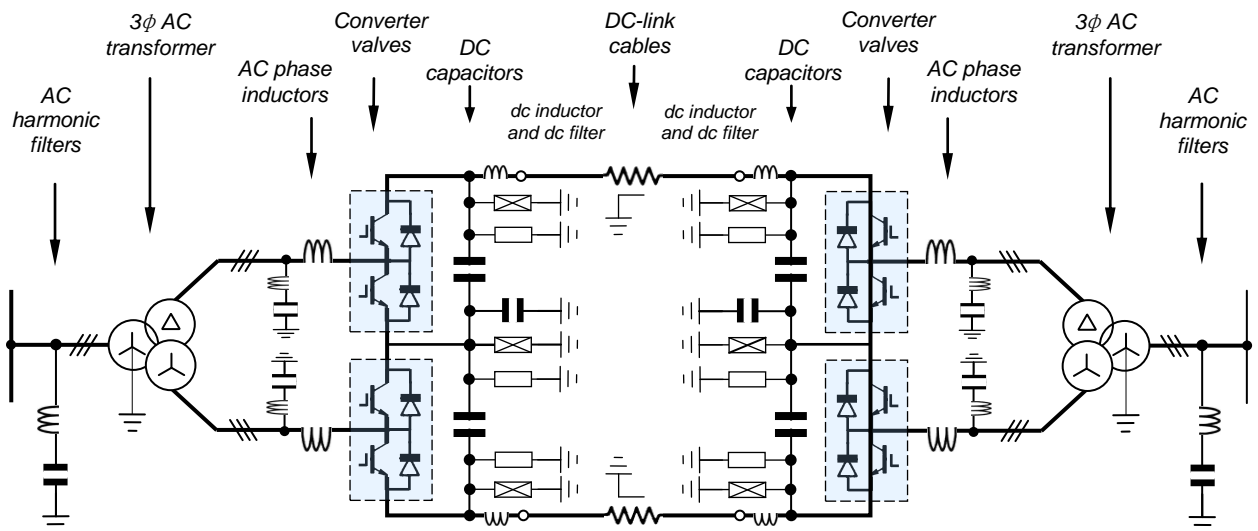 3ϕ AC
transformer
Converter
valves
DC
capacitors
DC-link
cables
DC
capacitors
Converter
valves
3ϕ AC
transformer
AC phase
inductors
AC phase
inductors
AC
harmonic
filters
dc inductor
and dc filter
dc inductor
and dc filter
AC
harmonic
filters
Δ
Δ